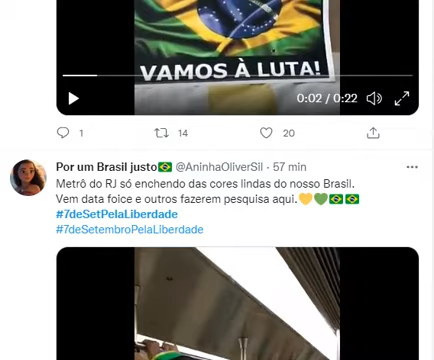 VAMOS À LUTA!
0:02 / 0:22
1 14 20
Por um Brasil justo🇧🇷 @AninhaOliverSil · 57 min
Metrô do RJ só enchendo das cores lindas do nosso Brasil.
Vem data foice e outros fazerem pesquisa aqui.💛💚🇧🇷🇧🇷
#7deSetPelaLiberdade
#7deSetembroPelaLiberdade